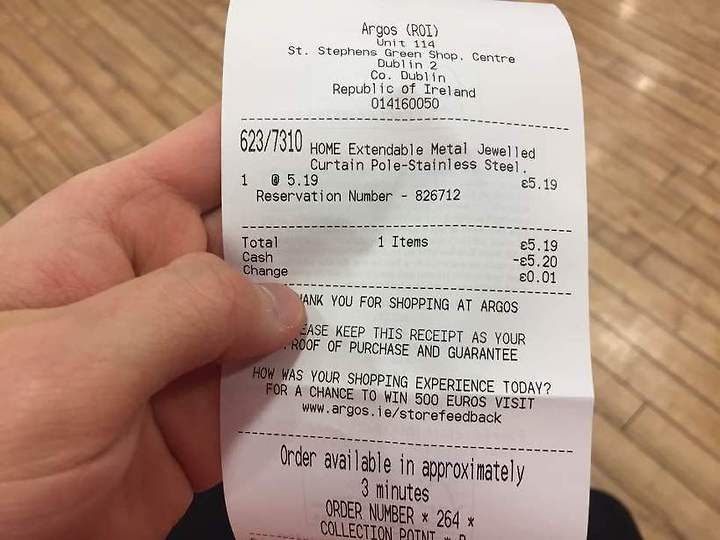 Argos (ROI)
Unit 114
St. Stephens Green Shop. Centre
Dublin 2
Co. Dublin
Republic of Ireland
014160050
623/7310 HOME Extendable Metal Jewelled
Curtain Pole-Stainless Steel.
1 @ 5.19 €5.19
Reservation Number - 826712
Total 1 Items €5.19
Cash -€5.20
Change €0.01
ANK YOU FOR SHOPPING AT ARGOS
EASE KEEP THIS RECEIPT AS YOUR
ROOF OF PURCHASE AND GUARANTEE
HOW WAS YOUR SHOPPING EXPERIENCE TODAY?
FOR A CHANCE TO WIN 500 EUROS VISIT
www.argos.ie/storefeedback
Order available in approximately
3 minutes
ORDER NUMBER * 264 *
COLLECTION POINT *